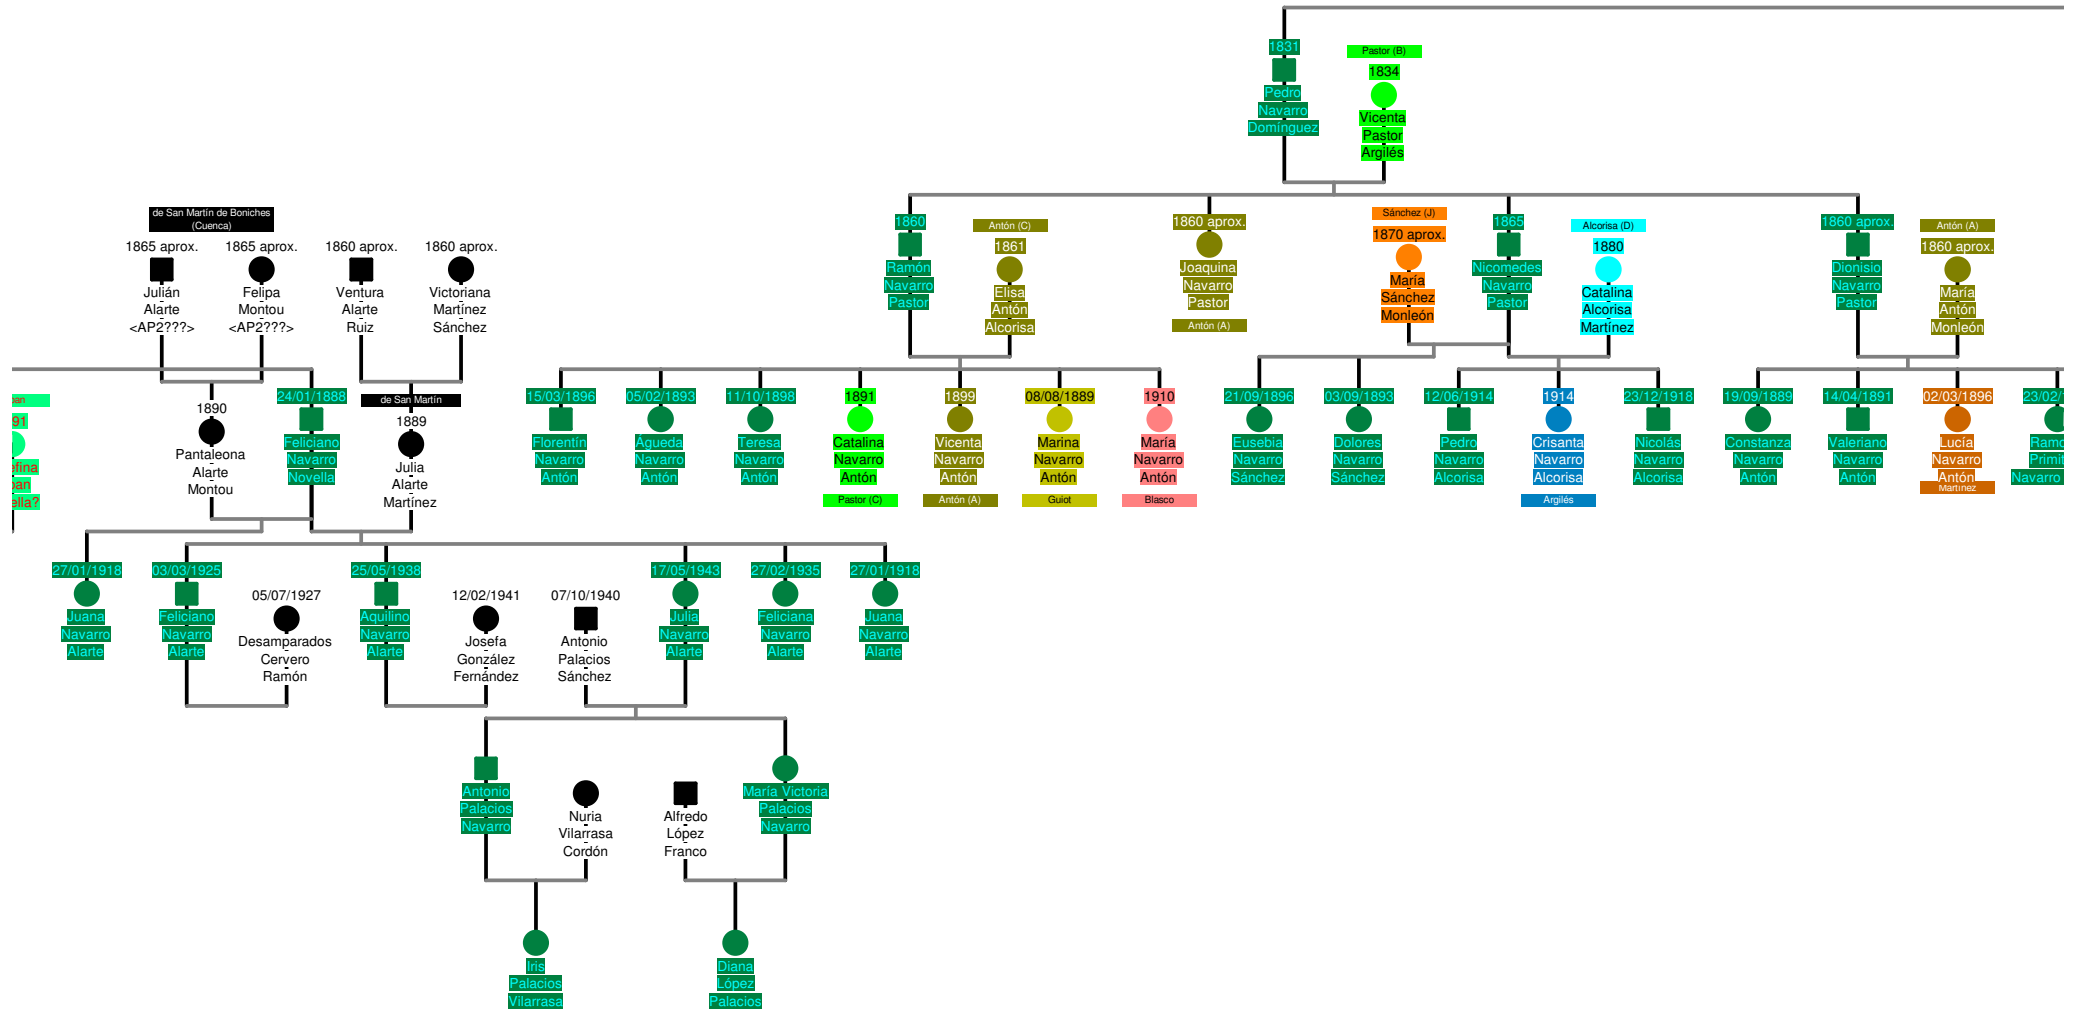 1831
Pedro
Navarro
Domínguez
Pastor (B)
1834
Vicenta
Pastor
Argilés
de San Martín de Boniches
(Cuenca)
1865 aprox.
Julián
Alarte
<AP2???>
1865 aprox.
Felipa
Montou
<AP2???>
1860 aprox.
Ventura
Alarte
Ruiz
1860 aprox.
Victoriana
Martínez
Sánchez
1860
Ramón
Navarro
Pastor
Antón (C)
1861
Elisa
Antón
Alcorisa
1860 aprox.
Joaquina
Navarro
Pastor
Antón (A)
Sánchez (J)
1870 aprox.
María
Sánchez
Monleón
1865
Nicomedes
Navarro
Pastor
Alcorisa (D)
1880
Catalina
Alcorisa
Martínez
1860 aprox.
Dionisio
Navarro
Pastor
Antón (A)
1860 aprox.
María
Antón
Monleón
1890
Pantaleona
Alarte
Montou
24/01/1888
Feliciano
Navarro
Novella
de San Martín
1889
Julia
Alarte
Martínez
15/03/1896
Florentín
Navarro
Antón
05/02/1893
Águeda
Navarro
Antón
11/10/1898
Teresa
Navarro
Antón
1891
Catalina
Navarro
Antón
Pastor (C)
1899
Vicenta
Navarro
Antón
Antón (A)
08/08/1889
Marina
Navarro
Antón
Guiot
1910
María
Navarro
Antón
Blasco
21/09/1896
Eusebia
Navarro
Sánchez
03/09/1893
Dolores
Navarro
Sánchez
12/06/1914
Pedro
Navarro
Alcorisa
1914
Crisanta
Navarro
Alcorisa
Argilés
23/12/1918
Nicolás
Navarro
Alcorisa
19/09/1889
Constanza
Navarro
Antón
14/04/1891
Valeriano
Navarro
Antón
02/03/1896
Lucía
Navarro
Antón
Martínez
23/02/
Ramo
Primit
Navarro
91
efina
ban
ella?
27/01/1918
Juana
Navarro
Alarte
03/03/1925
Feliciano
Navarro
Alarte
05/07/1927
Desamparados
Cervero
Ramón
25/05/1938
Aquilino
Navarro
Alarte
12/02/1941
Josefa
González
Fernández
07/10/1940
Antonio
Palacios
Sánchez
17/05/1943
Julia
Navarro
Alarte
27/02/1935
Feliciana
Navarro
Alarte
27/01/1918
Juana
Navarro
Alarte
Antonio
Palacios
Navarro
Nuria
Vilarrasa
Cordón
Alfredo
López
Franco
María Victoria
Palacios
Navarro
Iris
Palacios
Vilarrasa
Diana
López
Palacios